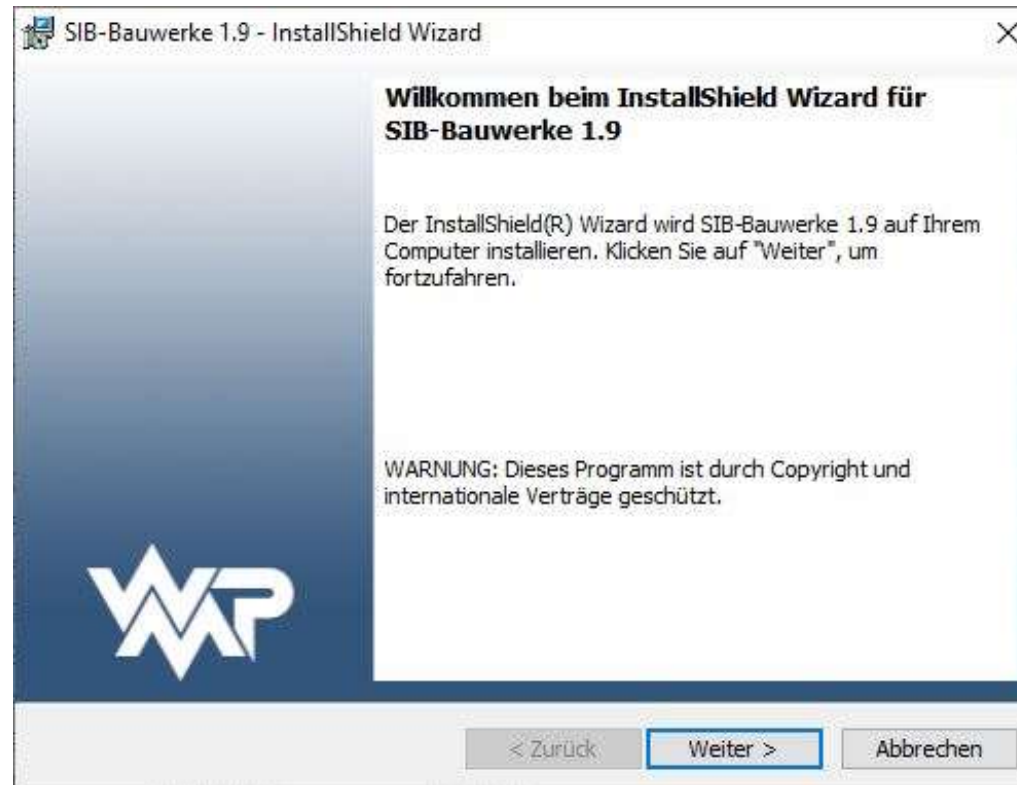 SIB-Bauwerke 1.9 - InstallShield Wizard
Willkommen beim InstallShield Wizard für
SIB-Bauwerke 1.9
Der InstallShield(R) Wizard wird SIB-Bauwerke 1.9 auf Ihrem
Computer installieren. Klicken Sie auf "Weiter", um
fortzufahren.
WARNUNG: Dieses Programm ist durch Copyright und
internationale Verträge geschützt.
WMP
< Zurück
Weiter >
Abbrechen